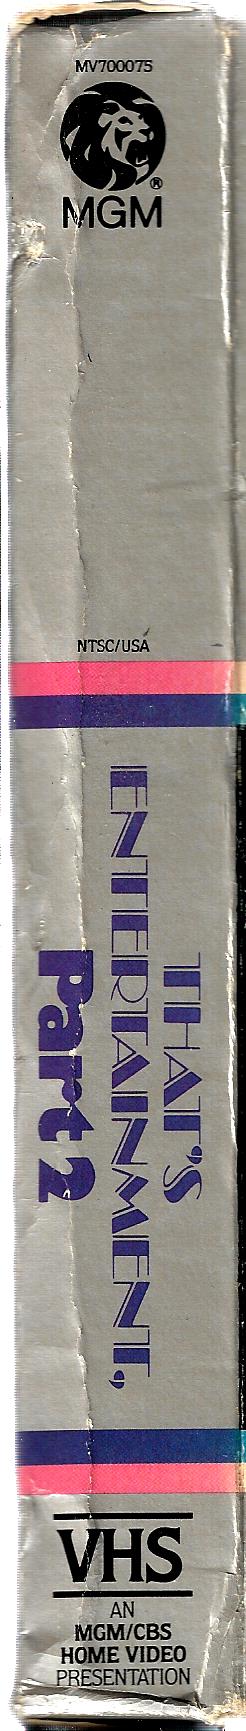 MV700075
®
MGM
NTSC/USA
THAT'S
ENTERTAINMENT,
Part 2
VHS
AN
MGM/CBS
HOME VIDEO
PRESENTATION